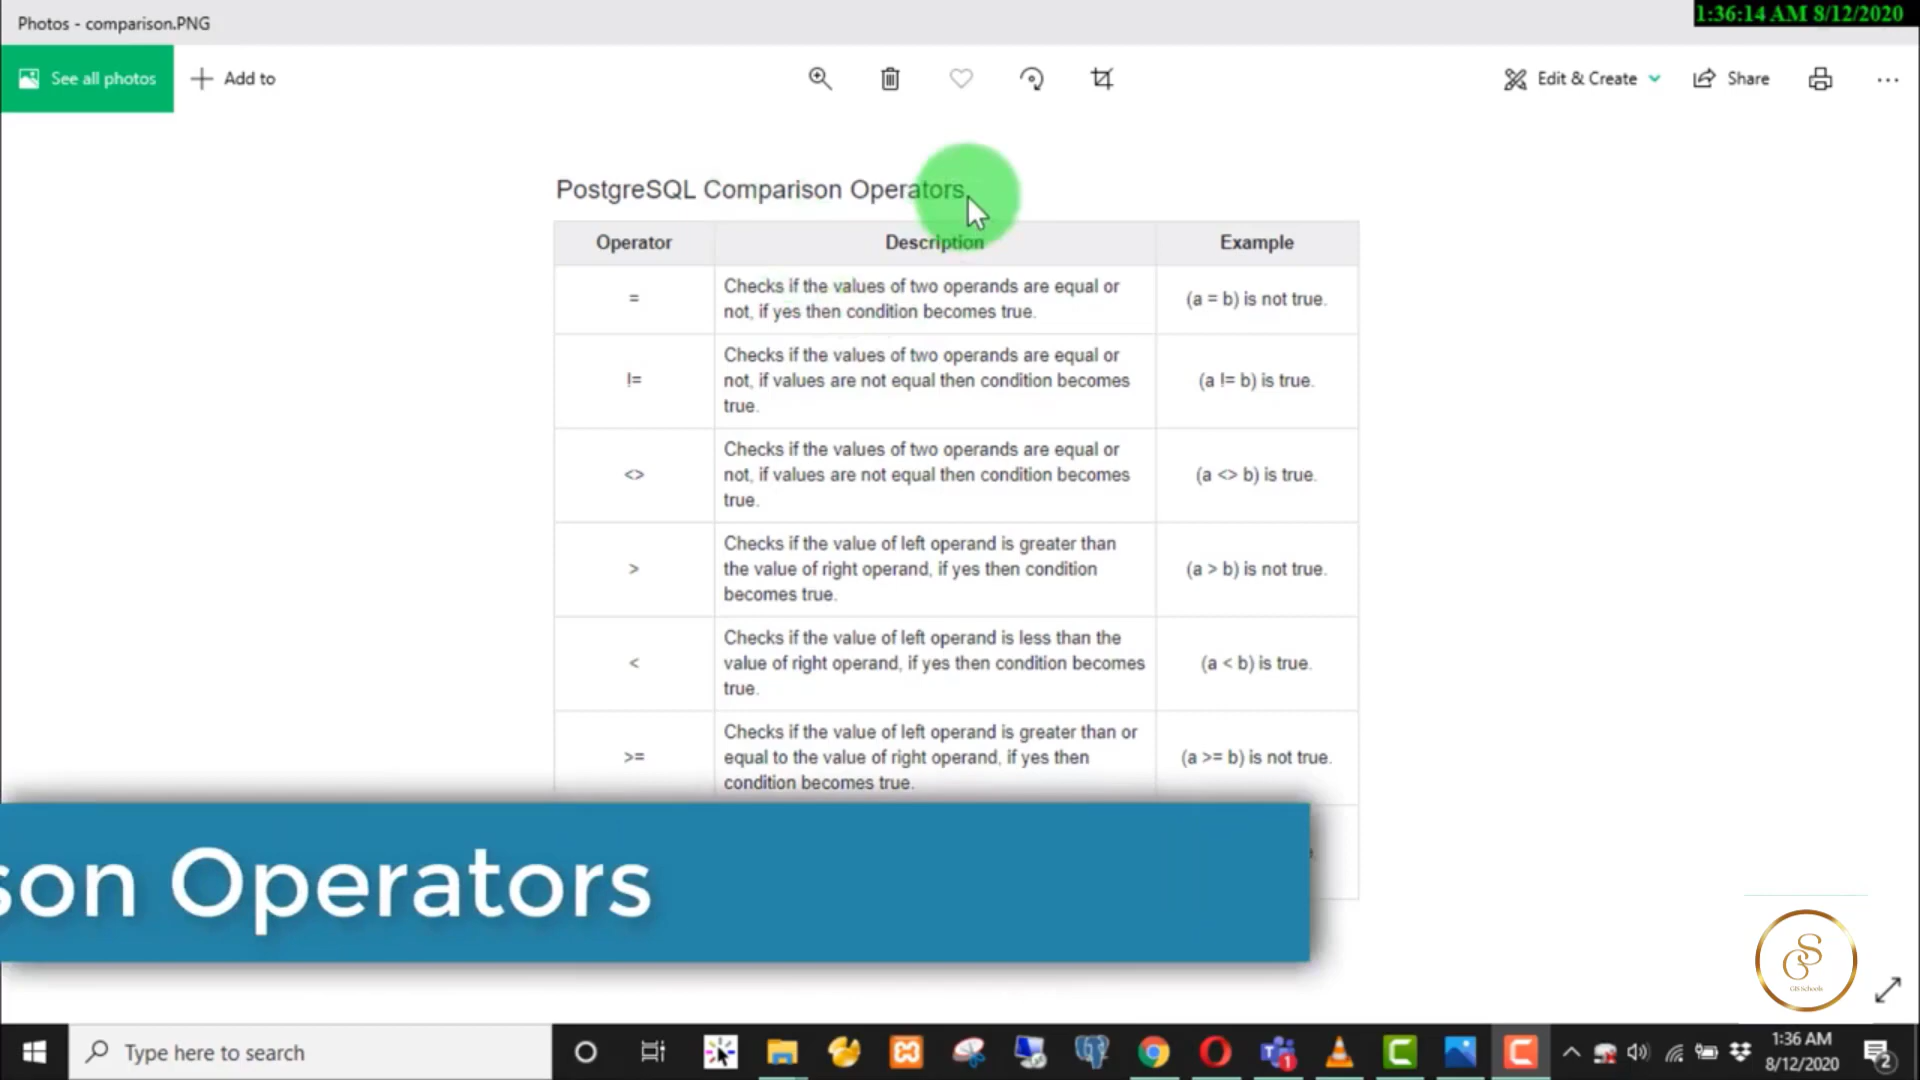 Photos - comparison.PNG
1:36:14 AM 8/12/2020
See all photos
Add to
Edit & Create
Share
PostgreSQL Comparison Operators.
Operator Description Example
= Checks if the values of two operands are equal or (a = b) is not true.
not, if yes then condition becomes true.
!= Checks if the values of two operands are equal or (a != b) is true.
not, if values are not equal then condition becomes
true.
<> Checks if the values of two operands are equal or (a <> b) is true.
not, if values are not equal then condition becomes
true.
> Checks if the value of left operand is greater than (a > b) is not true.
the value of right operand, if yes then condition
becomes true.
< Checks if the value of left operand is less than the (a < b) is true.
value of right operand, if yes then condition becomes
true.
>= Checks if the value of left operand is greater than or (a >= b) is not true.
equal to the value of right operand, if yes then
condition becomes true.
son Operators
GS Schools
Type here to search
1
1:36 AM
8/12/2020
2